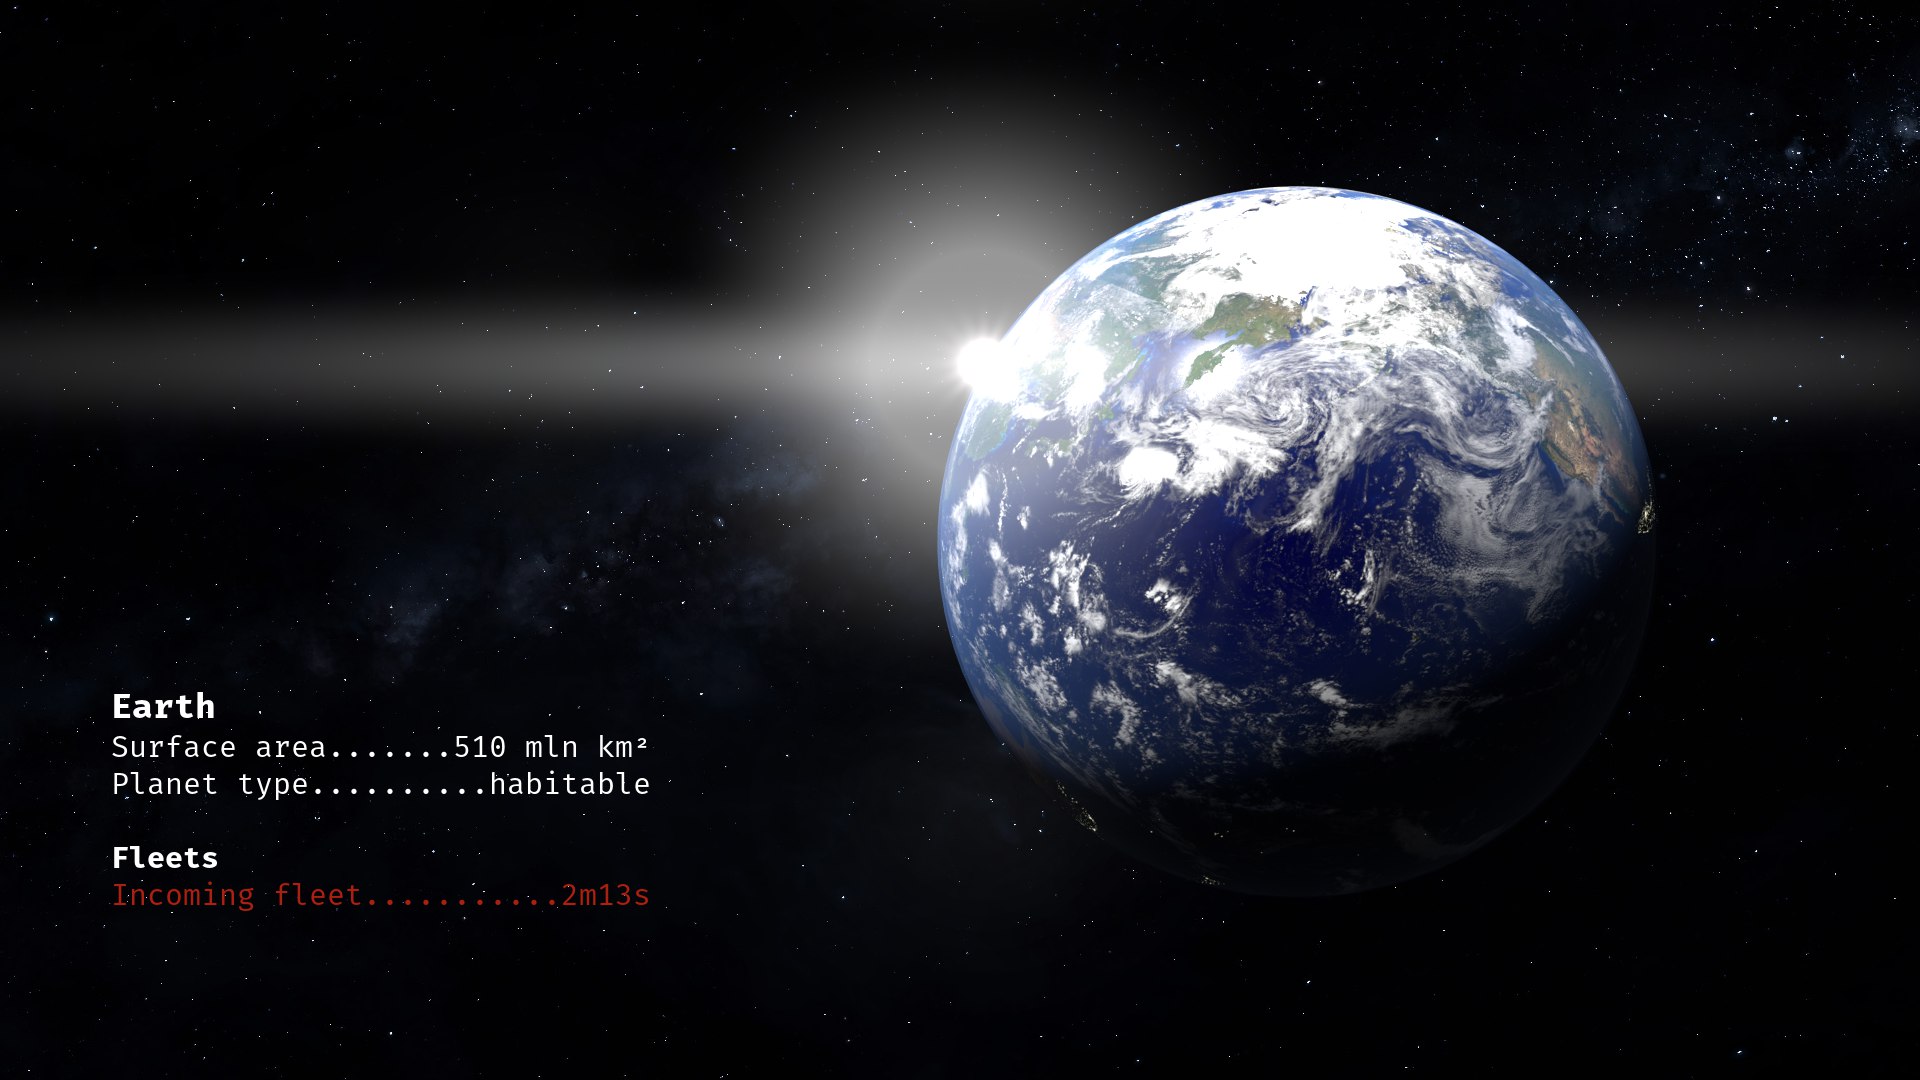 Earth
Surface area.......510 mln km²
Planet type..........habitable
Fleets
Incoming fleet...........2m13s